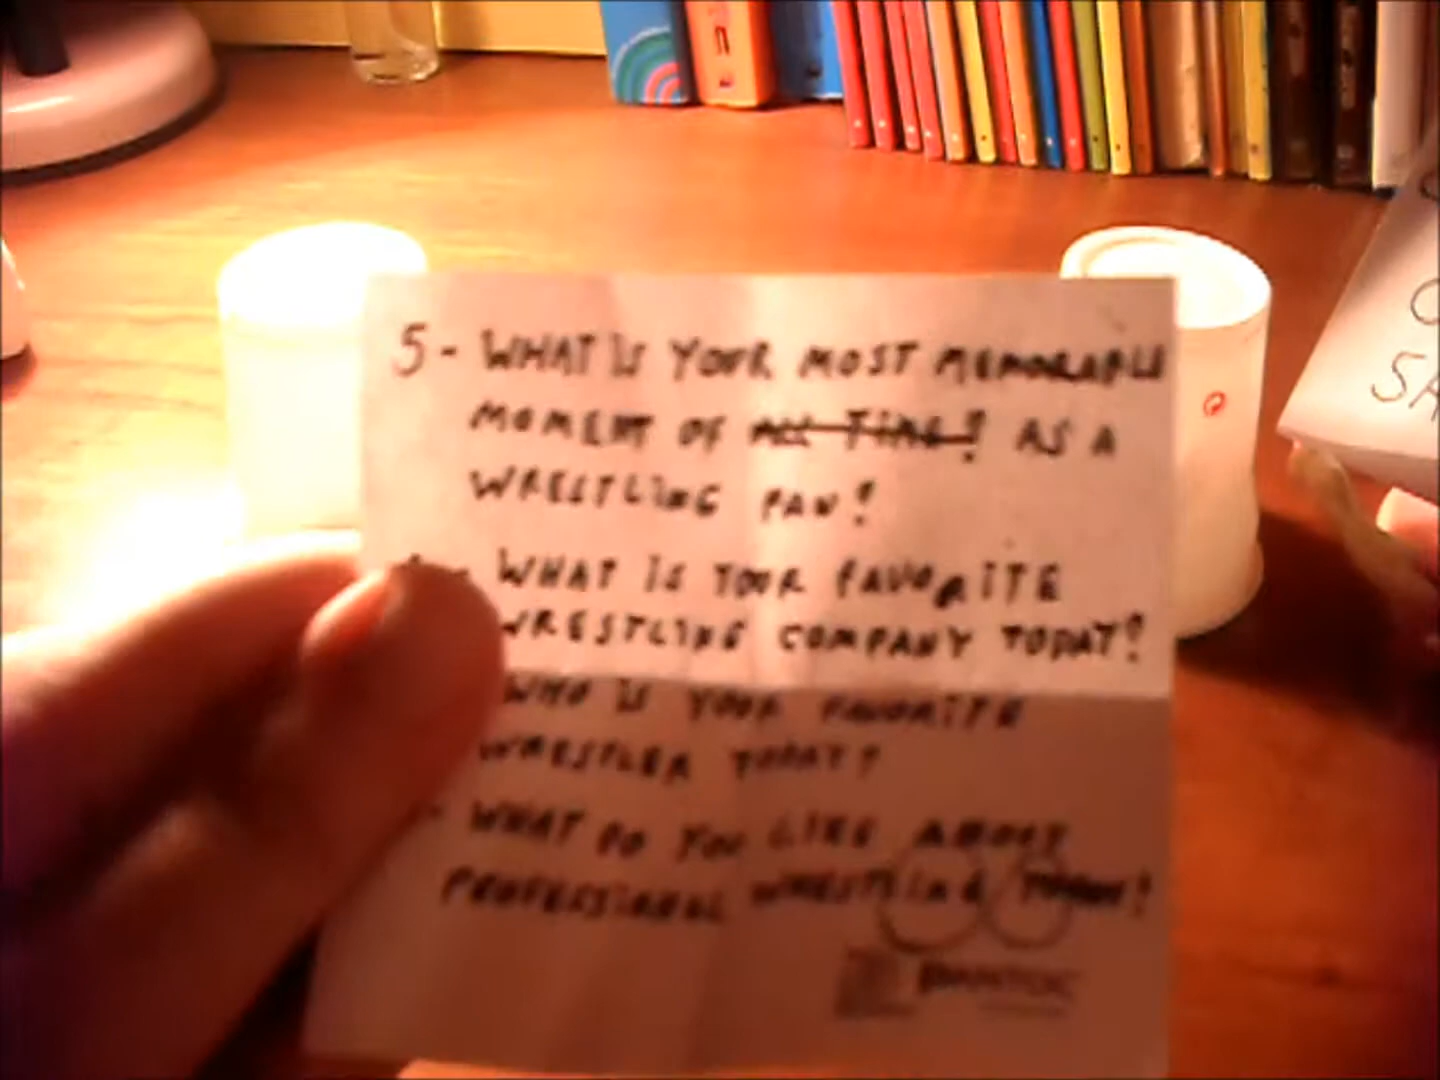 5- WHAT IS YOUR MOST MEMORABLE
MOMENT OF ALL TIME? AS A
WRESTLING FAN?
WHAT IS YOUR FAVORITE
WRESTLING COMPANY TODAY?
WHO IS YOUR FAVORITE
WRESTLER TODAY?
WHAT DO YOU LIKE ABOUT
PROFESSIONAL WRESTLING TODAY?
SA